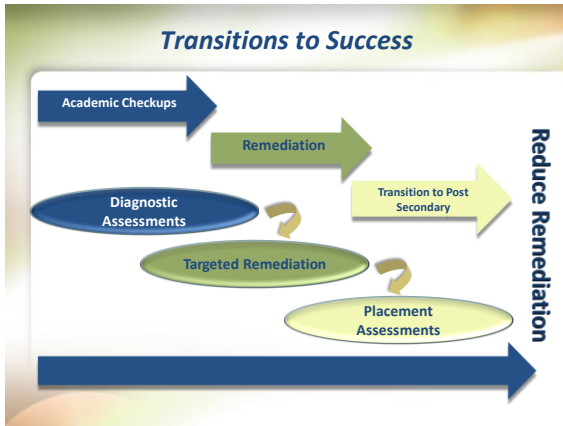 Transitions to Success
Academic Checkups
Remediation
Transition to Post
Secondary
Diagnostic
Assessments
Targeted Remediation
Placement
Assessments
Reduce Remediation